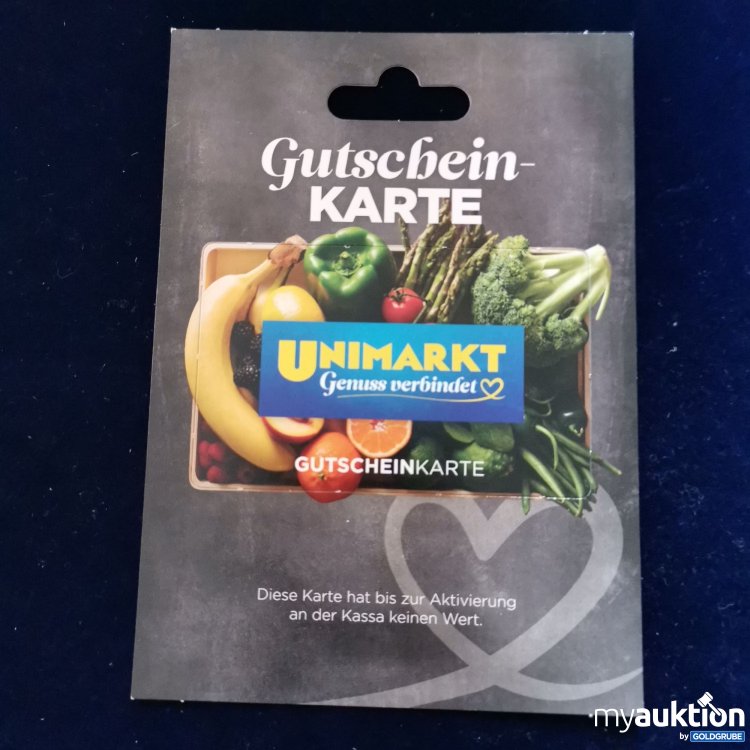 Gutschein-
KARTE
UNIMARKT
Genuss verbindet
GUTSCHEINKARTE
Diese Karte hat bis zur Aktivierung
an der Kassa keinen Wert.
myauktion
by GOLDGRUBE